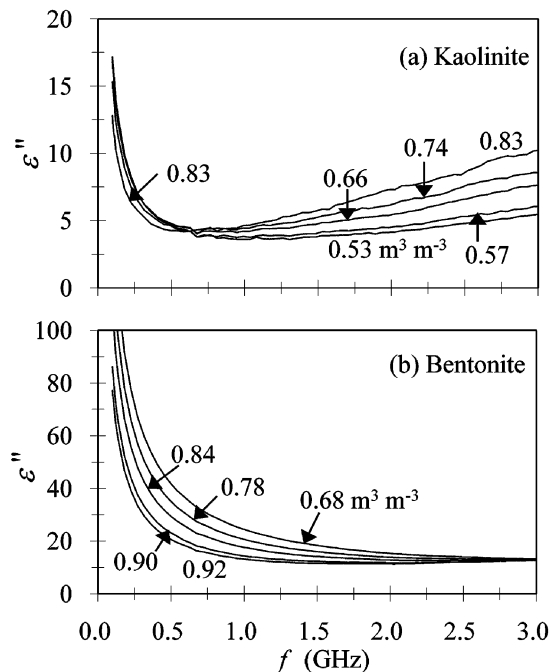 20
(a) Kaolinite
15
0.83
0.74
10
0.83
0.66
ε"
5
0.53 m³ m⁻³
0.57
0
100
(b) Bentonite
80
60
0.84
ε"
0.78
40
0.68 m³ m⁻³
20
0.90
0.92
0
0.0 0.5 1.0 1.5 2.0 2.5 3.0
f (GHz)